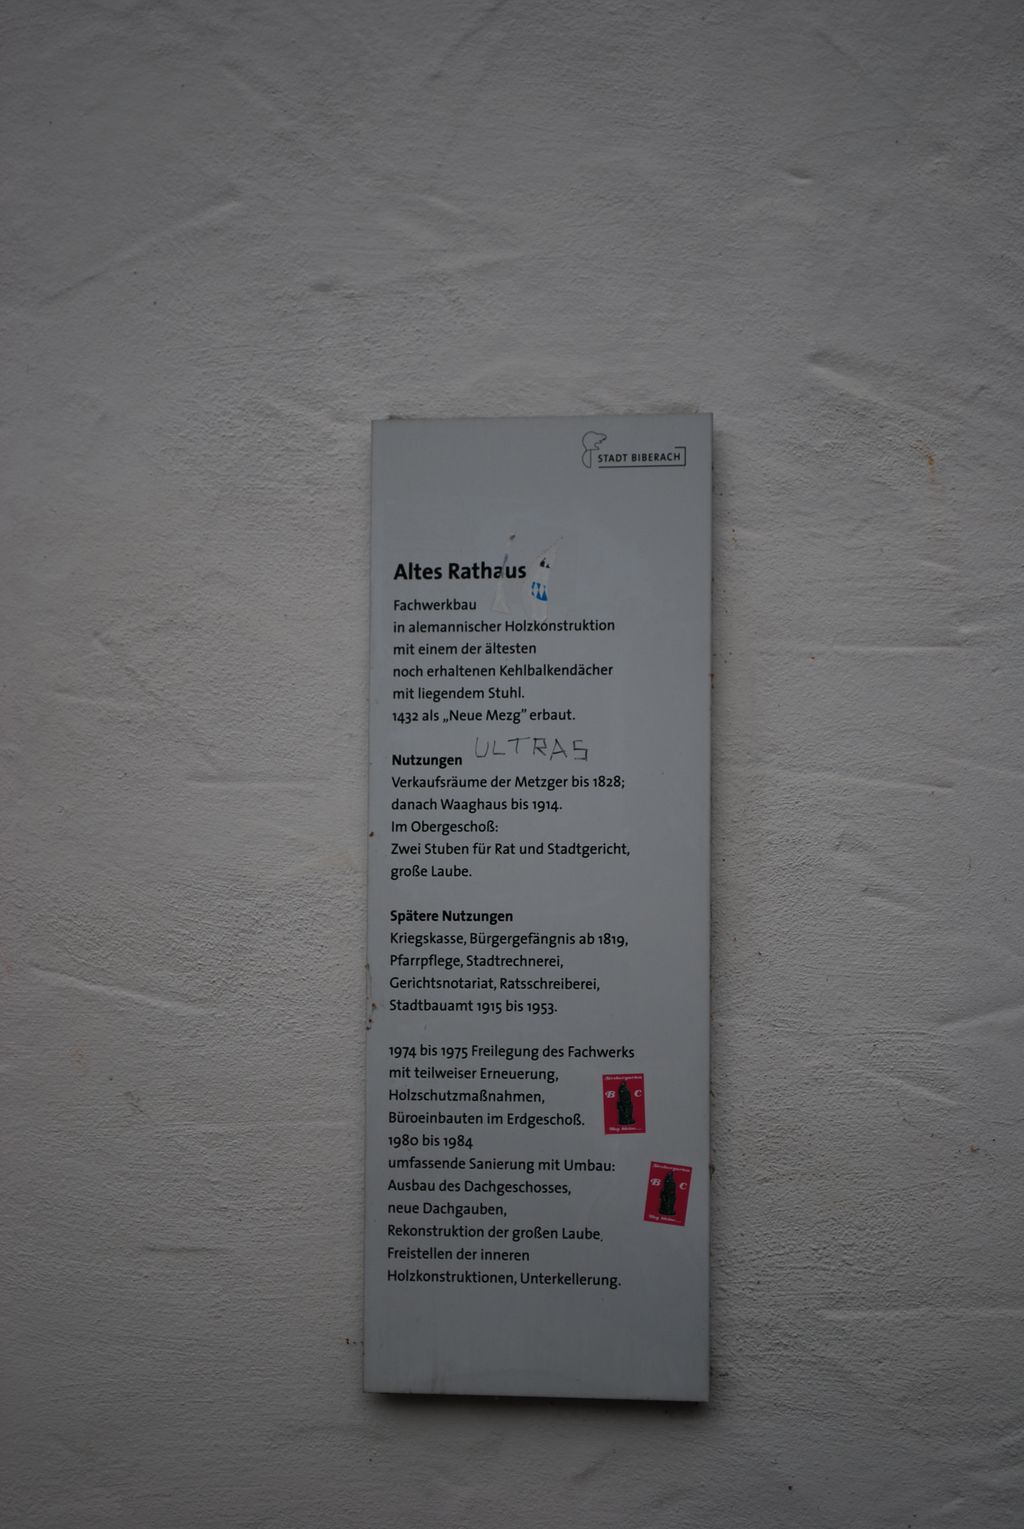 STADT BIBERACH
Altes Rathaus
Fachwerkbau
in alemannischer Holzkonstruktion
mit einem der ältesten
noch erhaltenen Kehlbalkendächer
mit liegendem Stuhl.
1432 als „Neue Mezg" erbaut.
ULTRAS
Nutzungen
Verkaufsräume der Metzger bis 1828;
danach Waaghaus bis 1914.
Im Obergeschoß:
Zwei Stuben für Rat und Stadtgericht,
große Laube.
Spätere Nutzungen
Kriegskasse, Bürgergefängnis ab 1819,
Pfarrpflege, Stadtrechnerei,
Gerichtsnotariat, Ratsschreiberei,
Stadtbauamt 1915 bis 1953.
1974 bis 1975 Freilegung des Fachwerks
mit teilweiser Erneuerung,
Holzschutzmaßnahmen,
Büroeinbauten im Erdgeschoß.
1980 bis 1984
umfassende Sanierung mit Umbau:
Ausbau des Dachgeschosses,
neue Dachgauben,
Rekonstruktion der großen Laube,
Freistellen der inneren
Holzkonstruktionen, Unterkellerung.
B C
B C